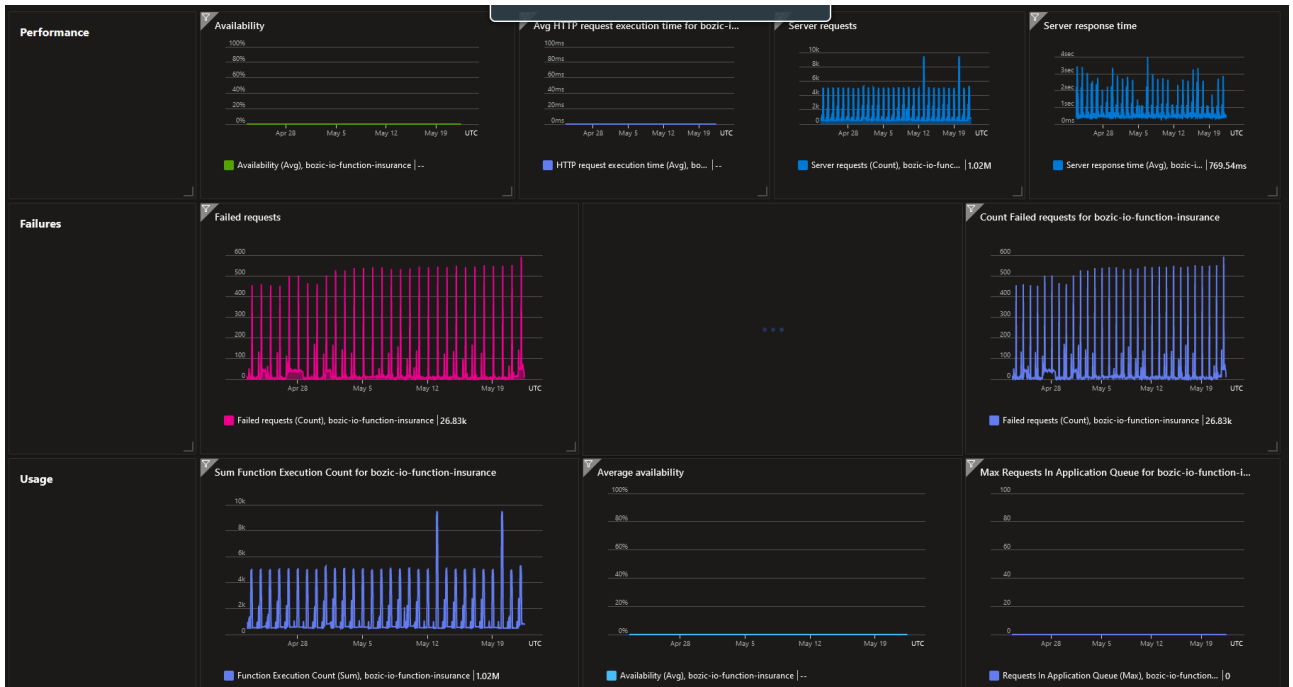 Performance
Availability
100%
80%
60%
40%
20%
0%
Apr 28
May 5
May 12
May 19
UTC
Availability (Avg), bozic-io-function-insurance
--
Avg HTTP request execution time for bozic-i...
100ms
80ms
60ms
40ms
20ms
0ms
Apr 28
May 5
May 12
May 19
UTC
HTTP request execution time (Avg), bo...
--
Server requests
10k
8k
6k
4k
2k
0
Apr 28
May 5
May 12
May 19
UTC
Server requests (Count), bozic-io-func...
1.02M
Server response time
4sec
3sec
2sec
1sec
0ms
Apr 28
May 5
May 12
May 19
UTC
Server response time (Avg), bozic-i...
769.54ms
Failures
Failed requests
600
500
400
300
200
100
0
Apr 28
May 5
May 12
May 19
UTC
Failed requests (Count), bozic-io-function-insurance
26.83k
Count Failed requests for bozic-io-function-insurance
600
500
400
300
200
100
0
Apr 28
May 5
May 12
May 19
UTC
Failed requests (Count), bozic-io-function-insurance
26.83k
Usage
Sum Function Execution Count for bozic-io-function-insurance
10k
8k
6k
4k
2k
0
Apr 28
May 5
May 12
May 19
UTC
Function Execution Count (Sum), bozic-io-function-insurance
1.02M
Average availability
100%
80%
60%
40%
20%
0%
Apr 28
May 5
May 12
May 19
UTC
Availability (Avg), bozic-io-function-insurance
--
Max Requests In Application Queue for bozic-io-function-i...
100
80
60
40
20
0
Apr 28
May 5
May 12
May 19
UTC
Requests In Application Queue (Max), bozic-io-function...
0